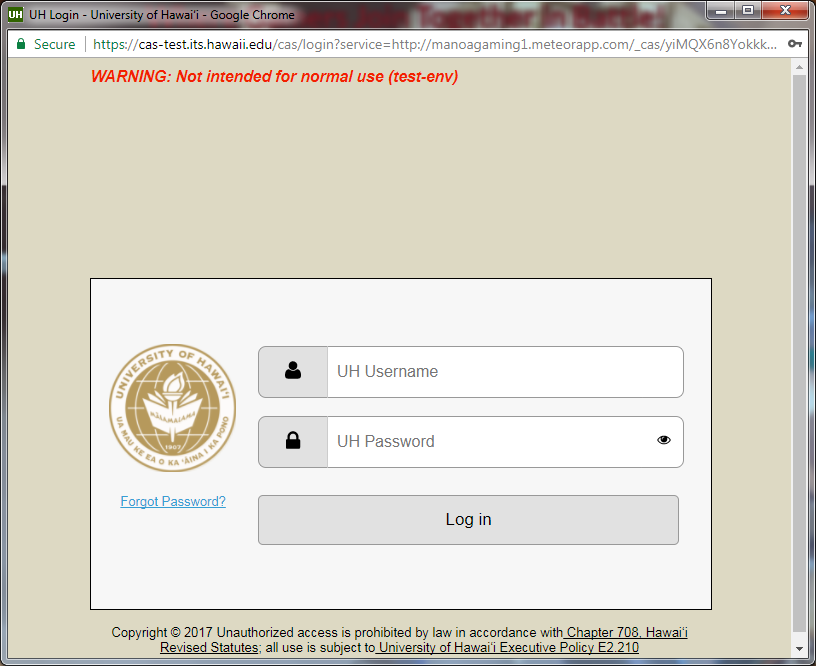 UH UH Login - University of Hawai'i - Google Chrome
Secure https://cas-test.its.hawaii.edu/cas/login?service=http://manoagaming1.meteorapp.com/_cas/yiMQX6n8Yokkk...
WARNING: Not intended for normal use (test-env)
UNIVERSITY OF HAWAI'I
MĀLAMALAMA
1907
UA MAU KE EA O KA 'ĀINA I KA PONO
UH Username
UH Password
Forgot Password?
Log in
Copyright © 2017 Unauthorized access is prohibited by law in accordance with Chapter 708, Hawai'i
Revised Statutes; all use is subject to University of Hawai'i Executive Policy E2.210